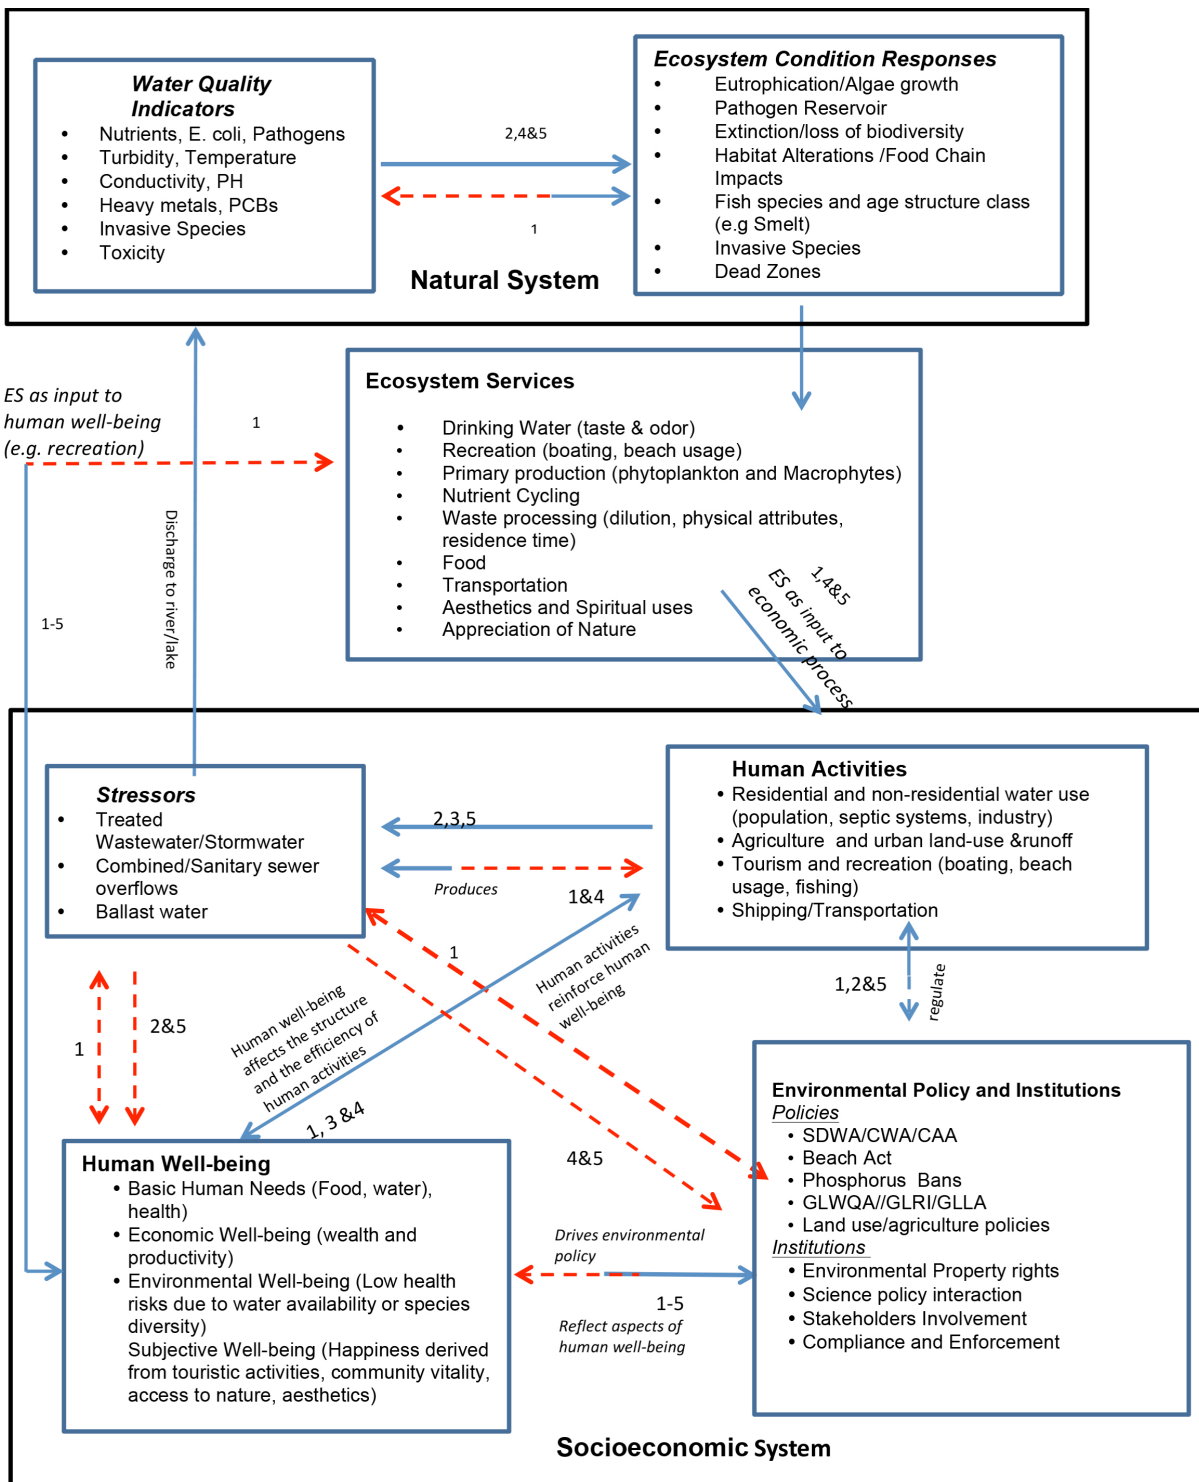 Water Quality
Indicators
• Nutrients, E. coli, Pathogens
• Turbidity, Temperature
• Conductivity, PH
• Heavy metals, PCBs
• Invasive Species
• Toxicity
2,4&5
1
Ecosystem Condition Responses
• Eutrophication/Algae growth
• Pathogen Reservoir
• Extinction/loss of biodiversity
• Habitat Alterations /Food Chain
Impacts
• Fish species and age structure class
(e.g Smelt)
• Invasive Species
• Dead Zones
Natural System
ES as input to
human well-being
(e.g. recreation)
1
1-5
Discharge to river/lake
Ecosystem Services
• Drinking Water (taste & odor)
• Recreation (boating, beach usage)
• Primary production (phytoplankton and Macrophytes)
• Nutrient Cycling
• Waste processing (dilution, physical attributes,
residence time)
• Food
• Transportation
• Aesthetics and Spiritual uses
• Appreciation of Nature
1,4&5
ES as input to
economic process
Stressors
• Treated
Wastewater/Stormwater
• Combined/Sanitary sewer
overflows
• Ballast water
2,3,5
Produces
1&4
Human Activities
• Residential and non-residential water use
(population, septic systems, industry)
• Agriculture and urban land-use &runoff
• Tourism and recreation (boating, beach
usage, fishing)
• Shipping/Transportation
1
2&5
Human well-being
affects the structure
and the efficiency of
human activities
1, 3 &4
1
Human activities
reinforce human
well-being
1,2&5
regulate
4&5
Human Well-being
• Basic Human Needs (Food, water),
health)
• Economic Well-being (wealth and
productivity)
• Environmental Well-being (Low health
risks due to water availability or species
diversity)
Subjective Well-being (Happiness derived
from touristic activities, community vitality,
access to nature, aesthetics)
Drives environmental
policy
1-5
Reflect aspects of
human well-being
Environmental Policy and Institutions
Policies
• SDWA/CWA/CAA
• Beach Act
• Phosphorus Bans
• GLWQA//GLRI/GLLA
• Land use/agriculture policies
Institutions
• Environmental Property rights
• Science policy interaction
• Stakeholders Involvement
• Compliance and Enforcement
Socioeconomic System